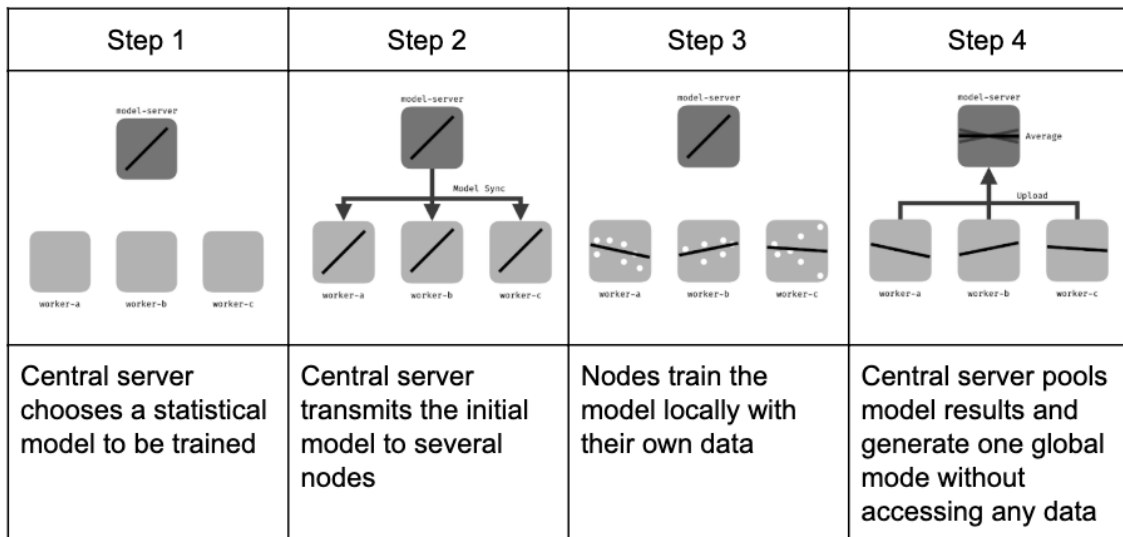 Step 1
Step 2
Step 3
Step 4
model-server
worker-a
worker-b
worker-c
model-server
Model Sync
worker-a
worker-b
worker-c
model-server
worker-a
worker-b
worker-c
model-server
Average
Upload
worker-a
worker-b
worker-c
Central server
chooses a statistical
model to be trained
Central server
transmits the initial
model to several
nodes
Nodes train the
model locally with
their own data
Central server pools
model results and
generate one global
mode without
accessing any data